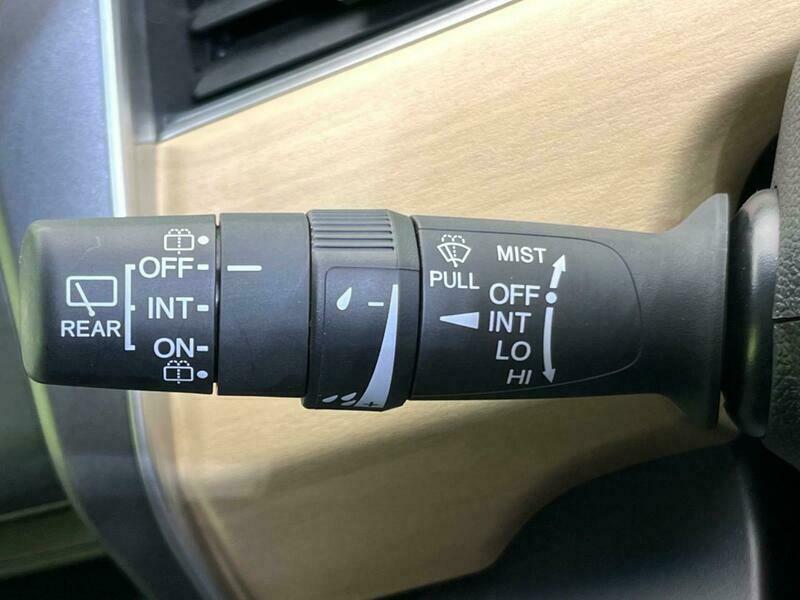 REAR
OFF
INT
ON
PULL
MIST
OFF
INT
LO
HI